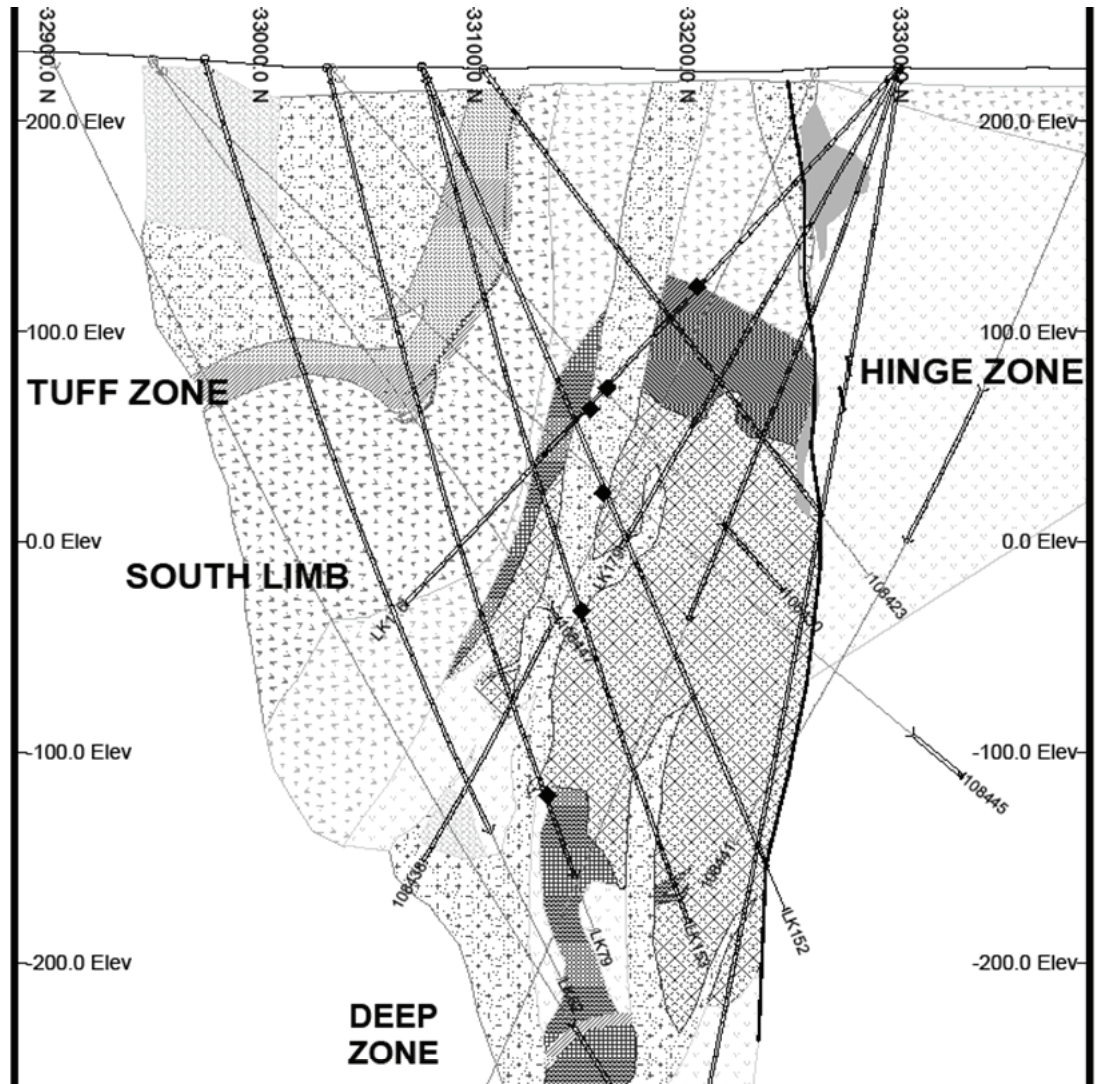 32900.0 N
33000.0 N
33100.0 N
33200.0 N
33300.0 N
200.0 Elev
200.0 Elev
100.0 Elev
100.0 Elev
TUFF ZONE
HINGE ZONE
0.0 Elev
0.0 Elev
SOUTH LIMB
108423
108447
-100.0 Elev
-100.0 Elev
108445
108438
108441
LK79
LK153
LK152
-200.0 Elev
-200.0 Elev
DEEP
ZONE